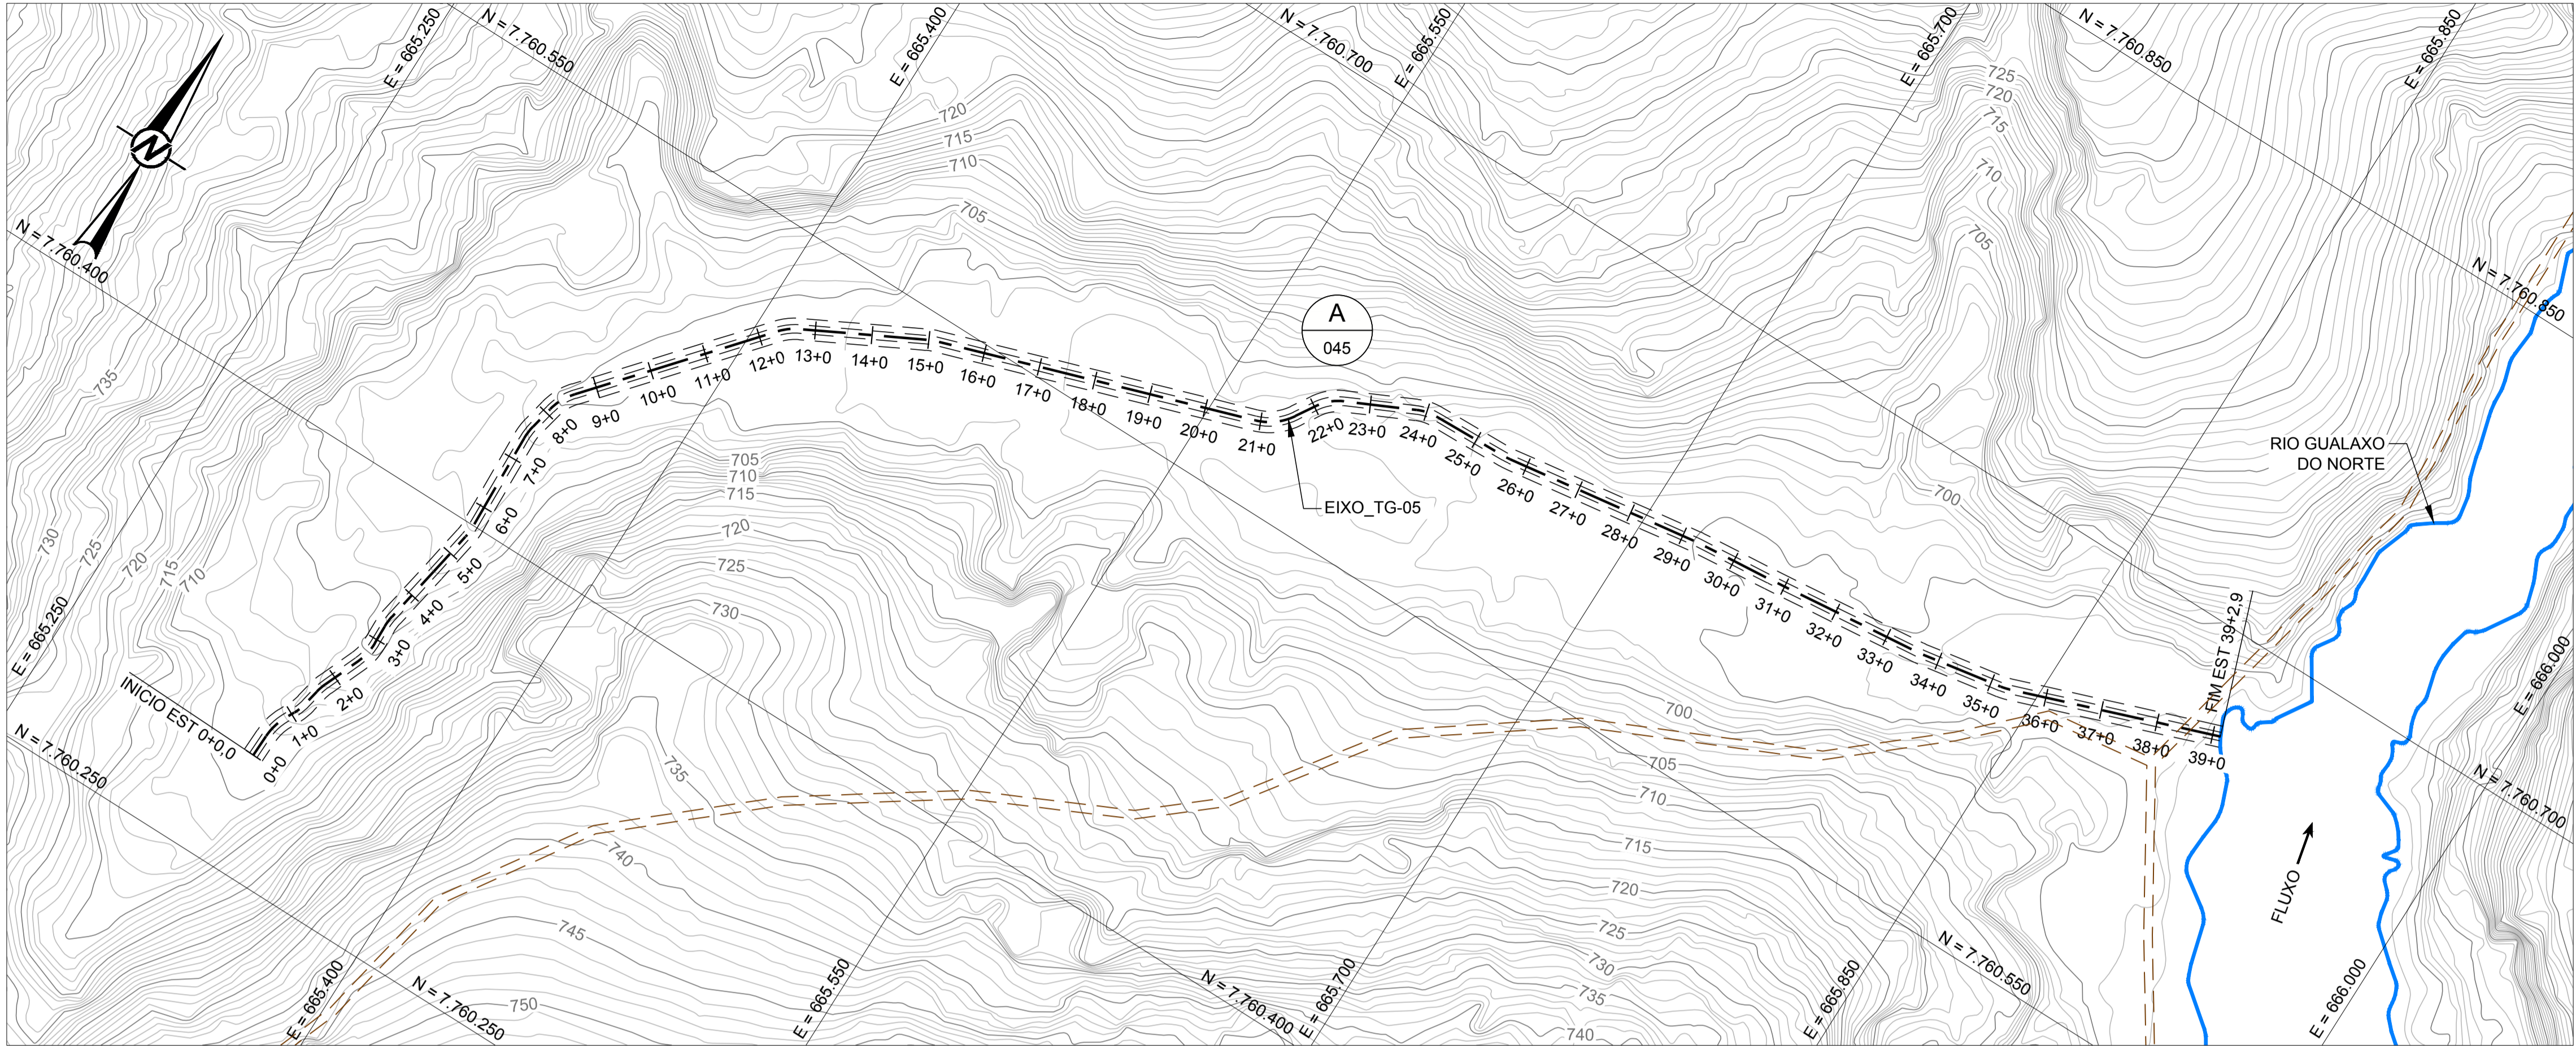 E = 665.250
N = 7.760.550
E = 665.400
N = 7.760.700
E = 665.550
E = 665.700
N = 7.760.850
E = 665.850
N
725
720
715
710
705
720
715
710
705
N = 7.760.400
N = 7.760.850
A
045
12+0
13+0
14+0
15+0
16+0
17+0
18+0
19+0
20+0
21+0
22+0
23+0
24+0
25+0
26+0
27+0
28+0
29+0
30+0
31+0
32+0
33+0
34+0
35+0
36+0
37+0
38+0
39+0
11+0
10+0
9+0
8+0
7+0
6+0
5+0
4+0
3+0
2+0
1+0
0+0
INICIO EST 0+0,0
FIM EST 39+2,9
EIXO_TG-05
RIO GUALAXO
DO NORTE
735
730
725
720
715
710
705
710
715
720
725
730
735
740
745
750
700
700
705
710
715
720
725
730
735
740
E = 665.250
N = 7.760.250
E = 665.400
N = 7.760.250
E = 665.550
N = 7.760.400
E = 665.700
E = 665.850
N = 7.760.550
E = 666.000
N = 7.760.700
E = 666.000
FLUXO